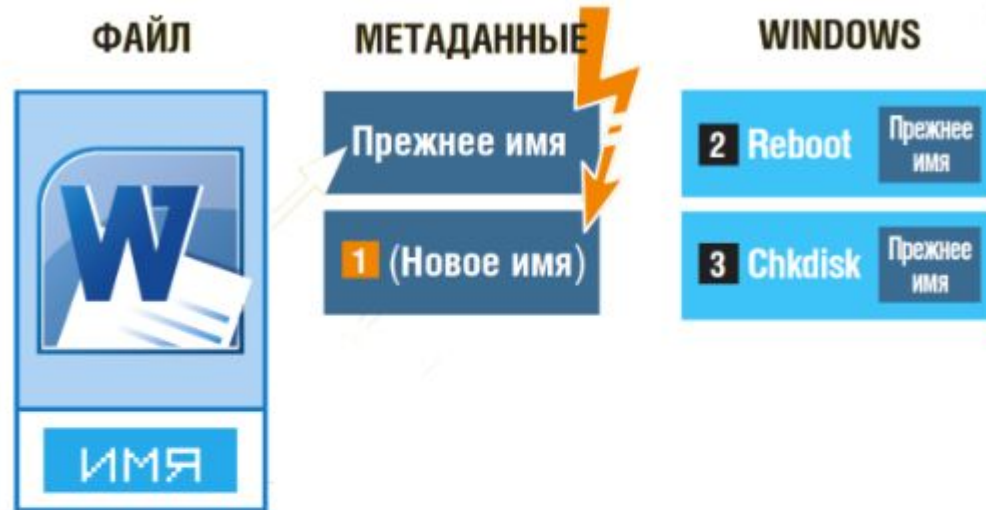 ФАЙЛ
W
ИМЯ
МЕТАДАННЫЕ
Прежнее имя
1 (Новое имя)
WINDOWS
2 Reboot
Прежнее
имя
3 Chkdisk
Прежнее
имя